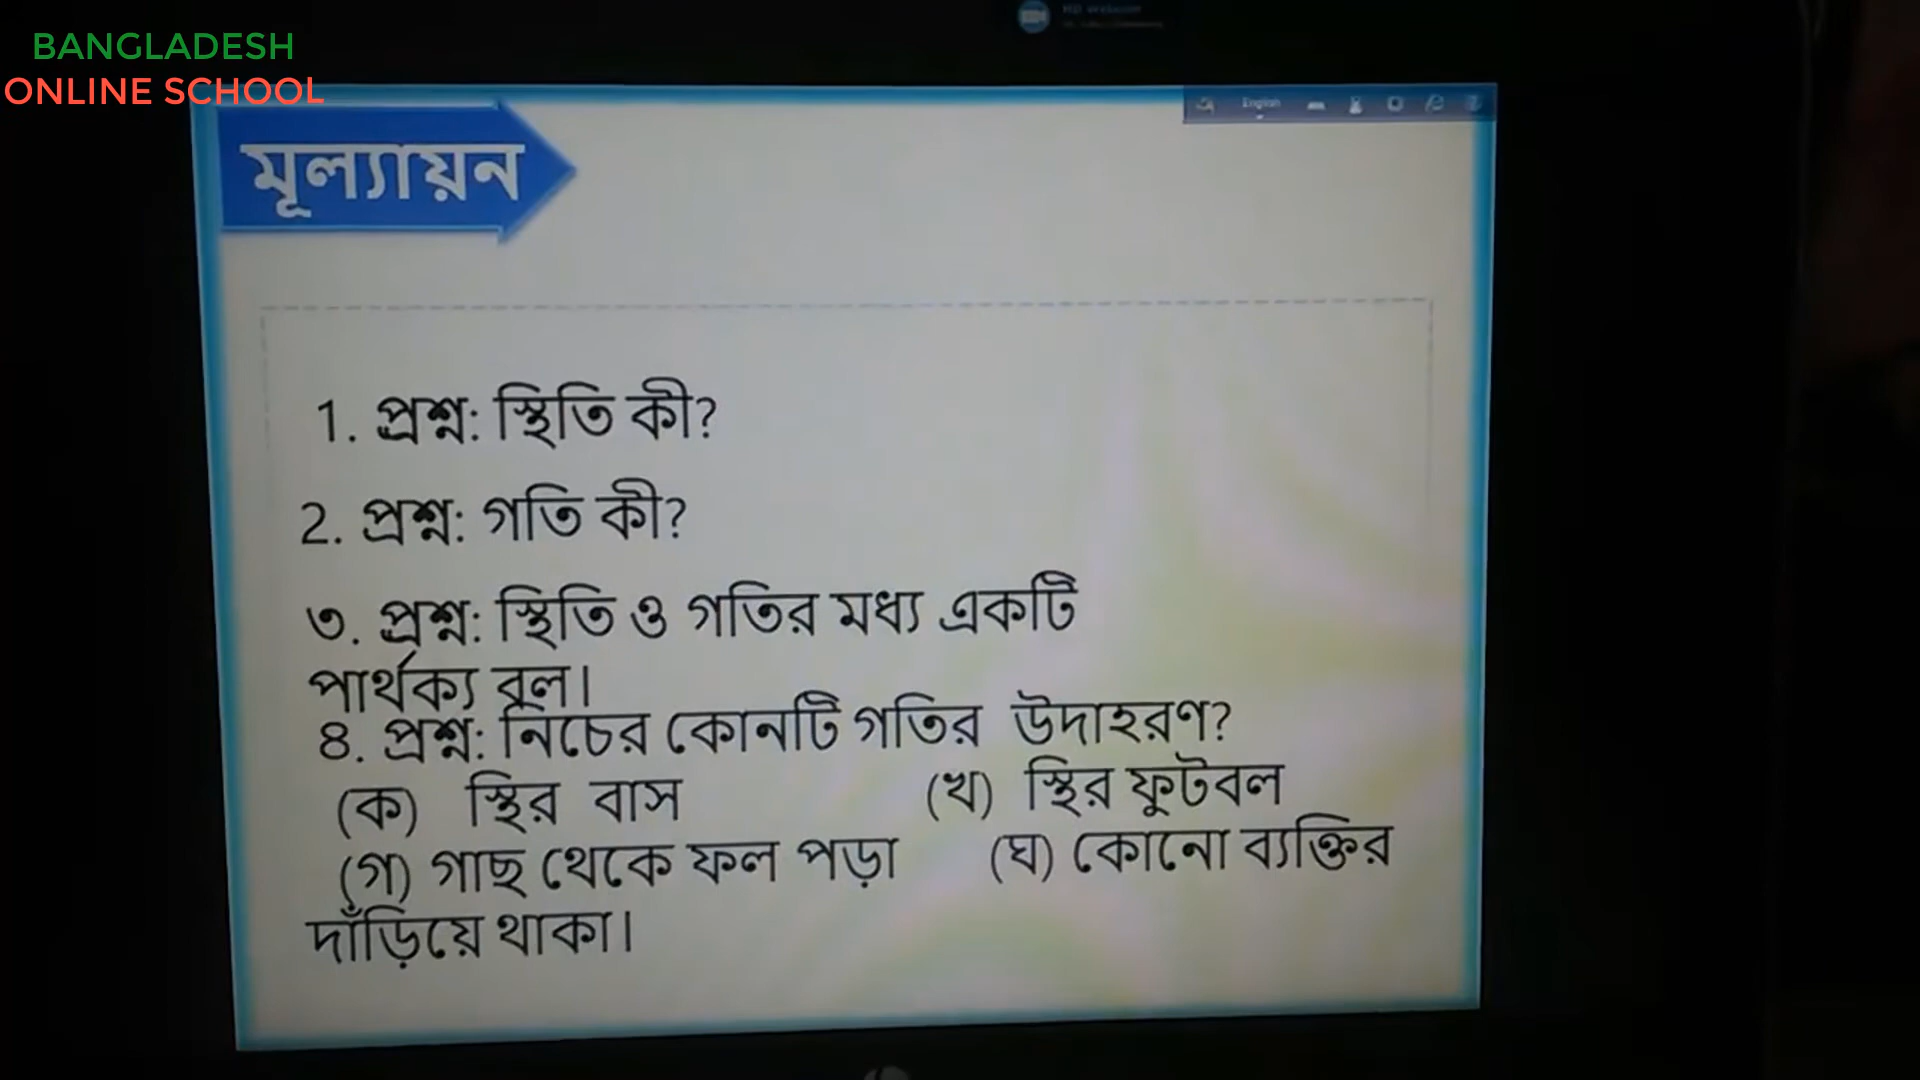 BANGLADESH
ONLINE SCHOOL
English
মূল্যায়ন
1. প্রশ্ন: স্থিতি কী?
2. প্রশ্ন: গতি কী?
৩. প্রশ্ন: স্থিতি ও গতির মধ্য একটি
পার্থক্য বল।
৪. প্রশ্ন: নিচের কোনটি গতির উদাহরণ?
(ক) স্থির বাস (খ) স্থির ফুটবল
(গ) গাছ থেকে ফল পড়া (ঘ) কোনো ব্যক্তির
দাঁড়িয়ে থাকা।